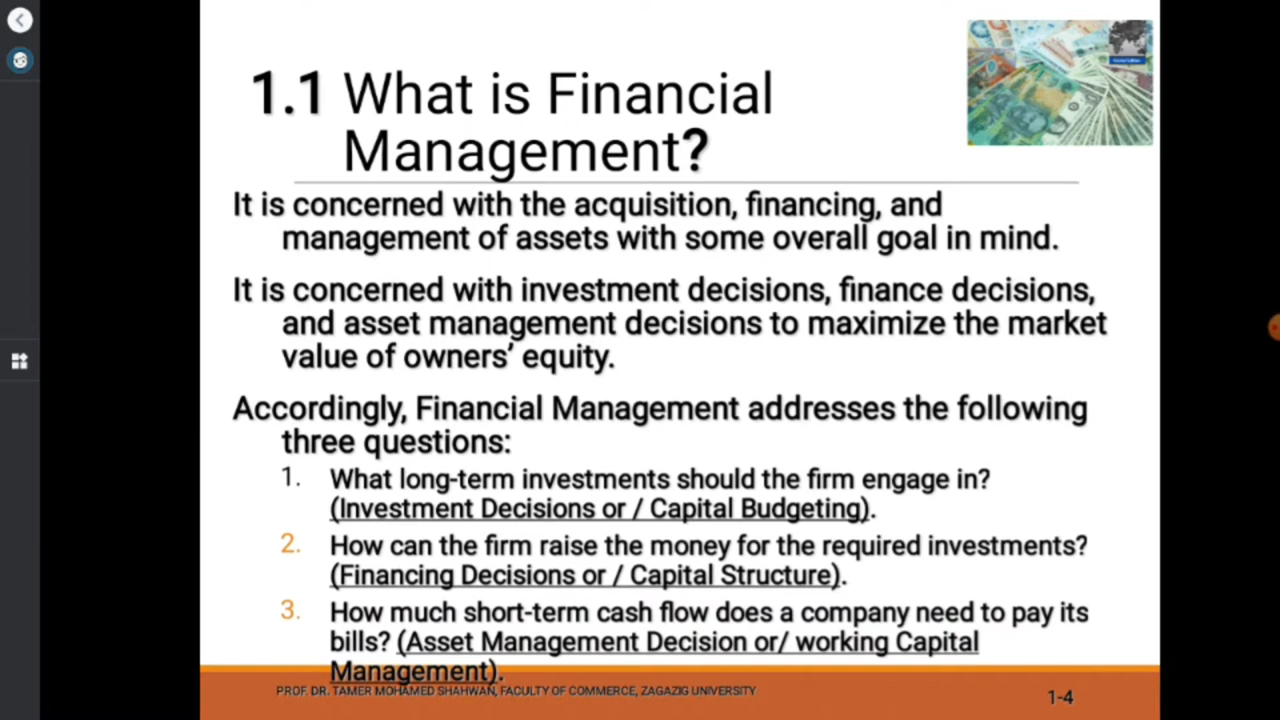 1.1 What is Financial
Management?
It is concerned with the acquisition, financing, and
management of assets with some overall goal in mind.
It is concerned with investment decisions, finance decisions,
and asset management decisions to maximize the market
value of owners’ equity.
Accordingly, Financial Management addresses the following
three questions:
1. What long-term investments should the firm engage in?
(Investment Decisions or / Capital Budgeting).
2. How can the firm raise the money for the required investments?
(Financing Decisions or / Capital Structure).
3. How much short-term cash flow does a company need to pay its
bills? (Asset Management Decision or/ working Capital
Management).
PROF. DR. TAMER MOHAMED SHAHWAN, FACULTY OF COMMERCE, ZAGAZIG UNIVERSITY
1-4